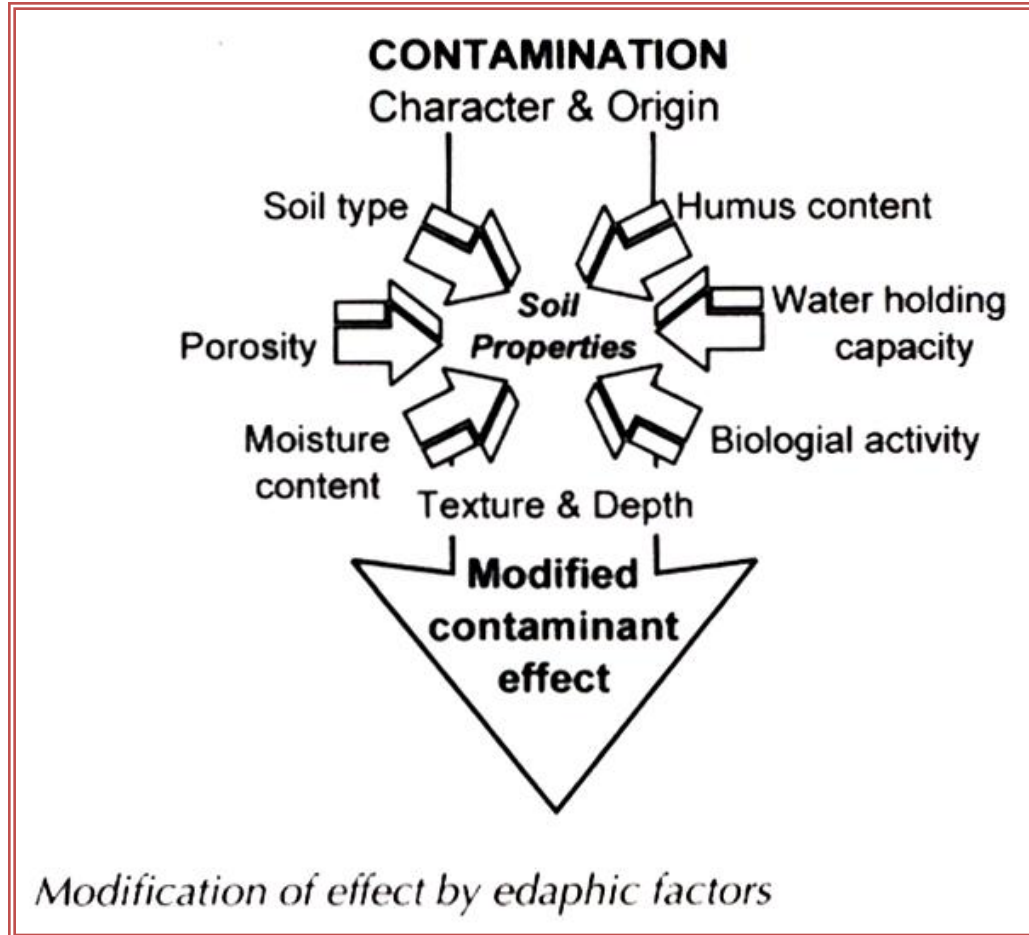 CONTAMINATION
Character & Origin
Soil type
Humus content
Soil
Properties
Porosity
Water holding
capacity
Moisture
content
Biologial activity
Texture & Depth
Modified
contaminant
effect
Modification of effect by edaphic factors